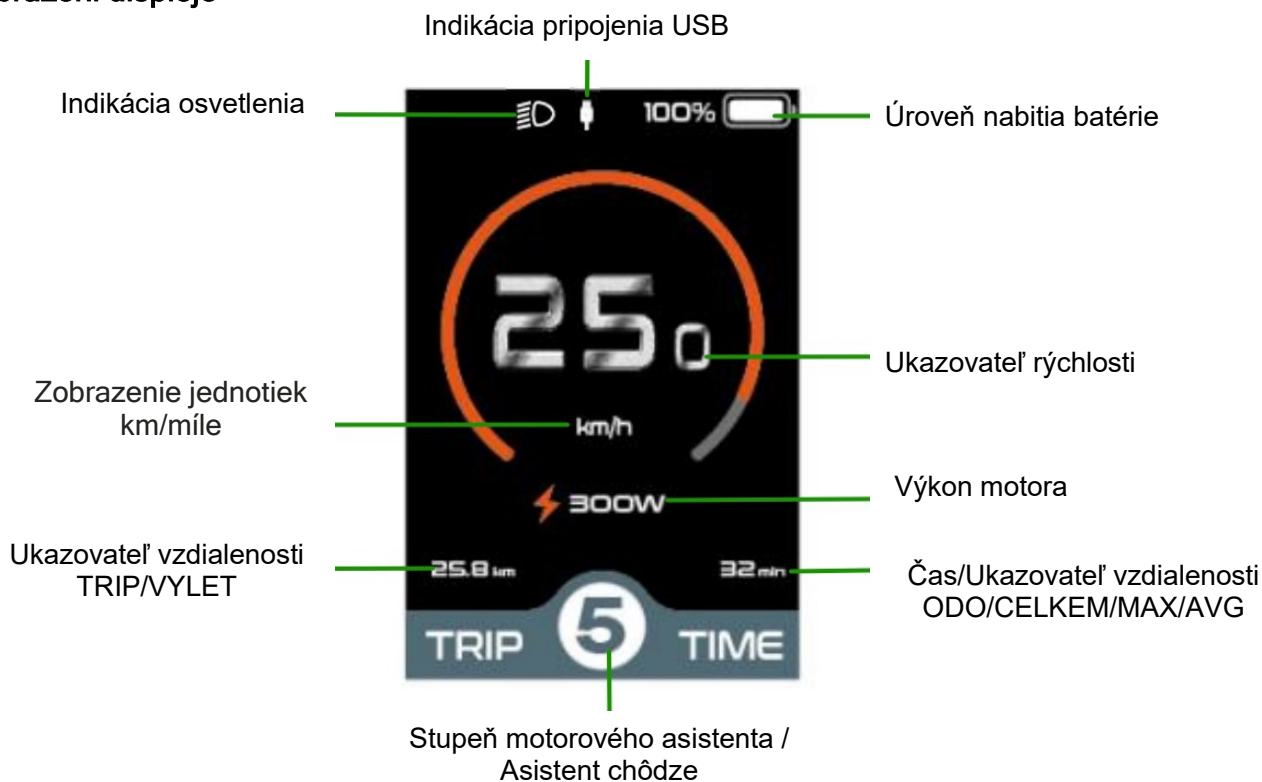 Indikácia pripojenia USB
Indikácia osvetlenia
100%
Úroveň nabitia batérie
25 0
Ukazovateľ rýchlosti
Zobrazenie jednotiek
km/míle
km/h
300W
Výkon motora
Ukazovateľ vzdialenosti
TRIP/VYLET
25.8 km
32 min
Čas/Ukazovateľ vzdialenosti
ODO/CELKEM/MAX/AVG
TRIP
5
TIME
Stupeň motorového asistenta /
Asistent chôdze